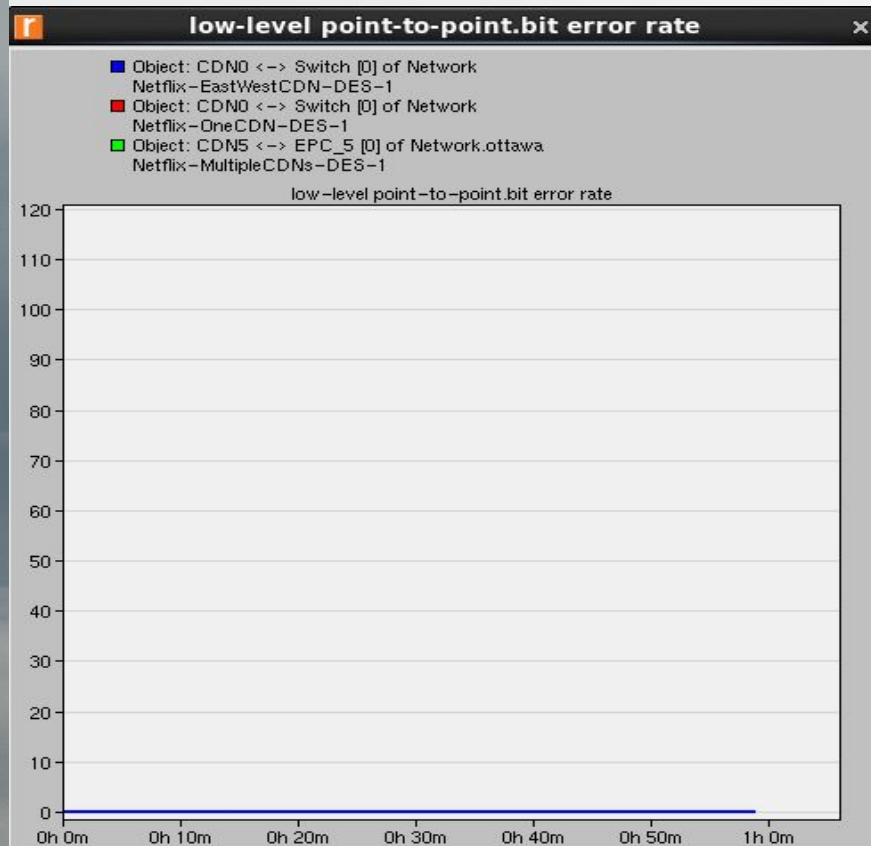 r
low-level point-to-point.bit error rate
×
Object: CDN0 <-> Switch [0] of Network
Netflix-EastWestCDN-DES-1
Object: CDN0 <-> Switch [0] of Network
Netflix-OneCDN-DES-1
Object: CDN5 <-> EPC_5 [0] of Network.ottawa
Netflix-MultipleCDNs-DES-1
low-level point-to-point.bit error rate
120
110
100
90
80
70
60
50
40
30
20
10
0
0h 0m 0h 10m 0h 20m 0h 30m 0h 40m 0h 50m 1h 0m